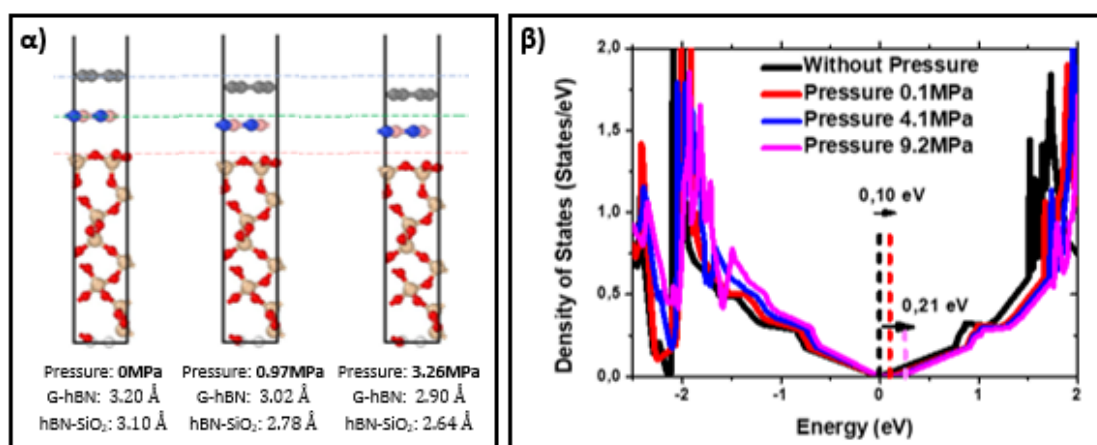 α)
Pressure: 0MPa
G-hBN: 3.20 Å
hBN-SiO₂: 3.10 Å
Pressure: 0.97MPa
G-hBN: 3.02 Å
hBN-SiO₂: 2.78 Å
Pressure: 3.26MPa
G-hBN: 2.90 Å
hBN-SiO₂: 2.64 Å
β)
Density of States (States/eV)
2,0
1,5
1,0
0,5
0,0
Without Pressure
Pressure 0.1MPa
Pressure 4.1MPa
Pressure 9.2MPa
0,10 eV
0,21 eV
-2 -1 0 1 2
Energy (eV)